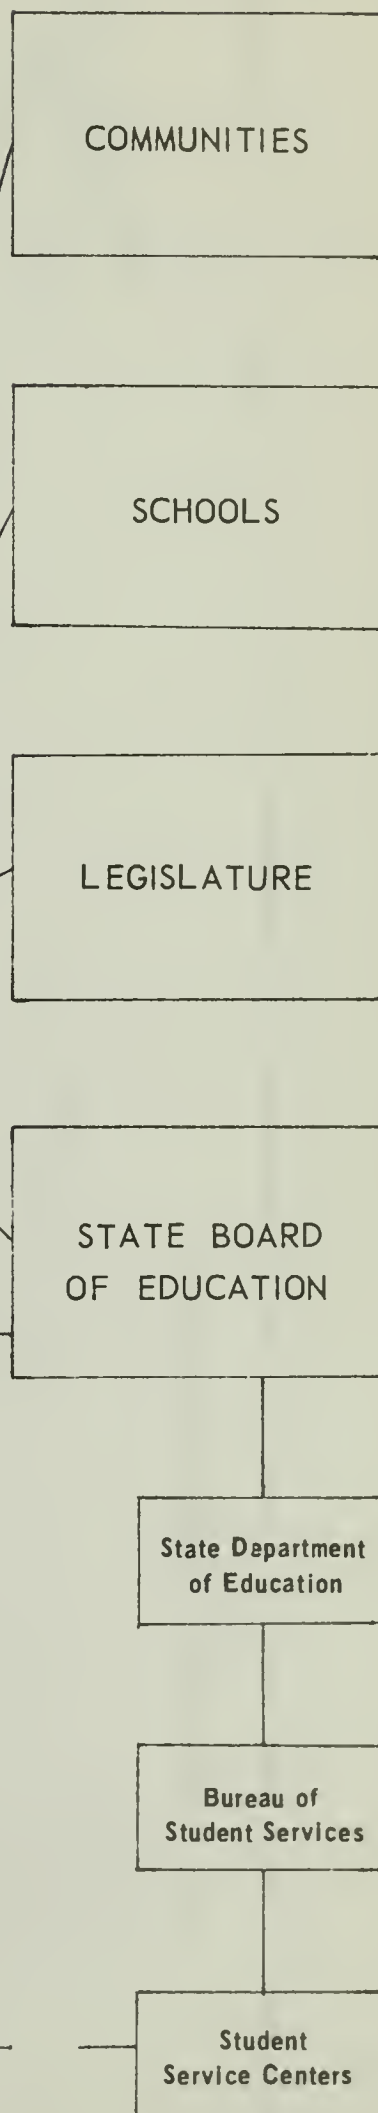 COMMUNITIES
SCHOOLS
LEGISLATURE
STATE BOARD
OF EDUCATION
State Department
of Education
Bureau of
Student Services
Student
Service Centers